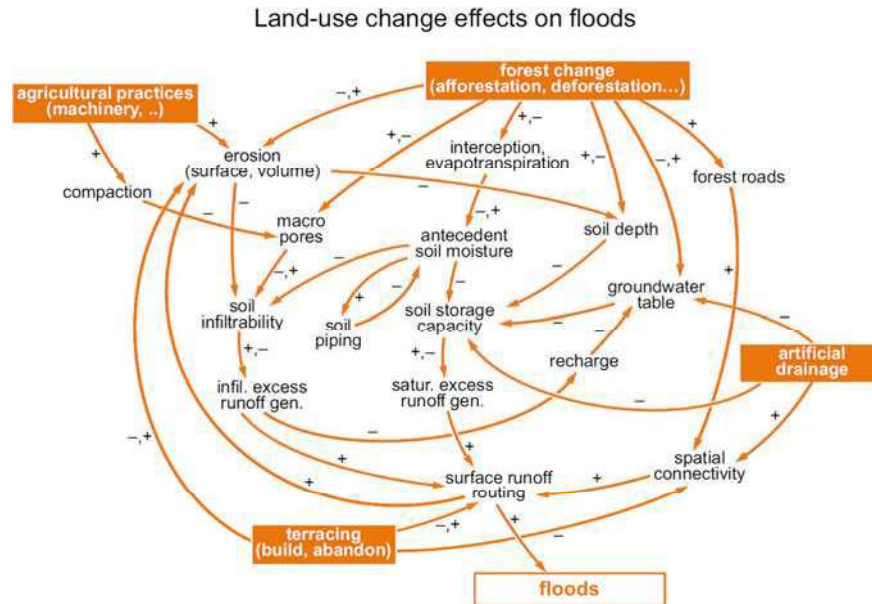 Land-use change effects on floods
agricultural practices
(machinery, ..)
forest change
(afforestation, deforestation…)
–,+
+
+
+,–
+,–
+,–
–,+
+
erosion
(surface, volume)
interception,
evapotranspiration
forest roads
compaction
–
–
–
–,+
macro
pores
antecedent
soil moisture
soil depth
–,+
–
–
–
+
soil
infiltrability
+
–
soil
piping
soil storage
capacity
–
groundwater
table
–
–
+,–
+,–
recharge
artificial
drainage
infil. excess
runoff gen.
satur. excess
runoff gen.
–
–
+
+
–,+
+
+
surface runoff
routing
+
spatial
connectivity
terracing
(build, abandon)
–,+
+
–
floods